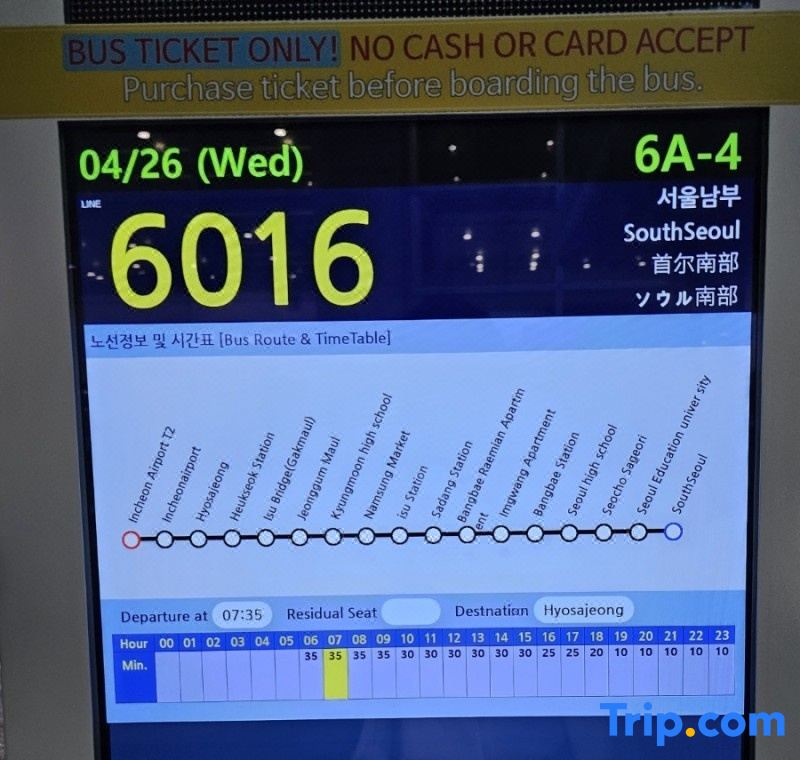 BUS TICKET ONLY! NO CASH OR CARD ACCEPT
Purchase ticket before boarding the bus.
04/26 (Wed)
6A-4
LINE
6016
서울남부
SouthSeoul
首尔南部
ソウル南部
노선정보 및 시간표 [Bus Route & TimeTable]
Incheon Airport T2
Incheonairport
Hyosajeong
Heukseok Station
Isu Bridge(Gakmaul)
Jeonggum Maul
Kyungmoon high school
Namsung Market
isu Station
Sadang Station
Bangbae Raemian Apartm
ent
Imgwang Apartment
Bangbae Station
Seoul high school
Seocho Sageori
Seoul Education univer sity
SouthSeoul
Departure at 07:35 Residual Seat Destnation Hyosajeong
Hour 00 01 02 03 04 05 06 07 08 09 10 11 12 13 14 15 16 17 18 19 20 21 22 23
Min. 35 35 35 35 30 30 30 30 30 30 25 25 20 10 10 10 10 10
Trip.com